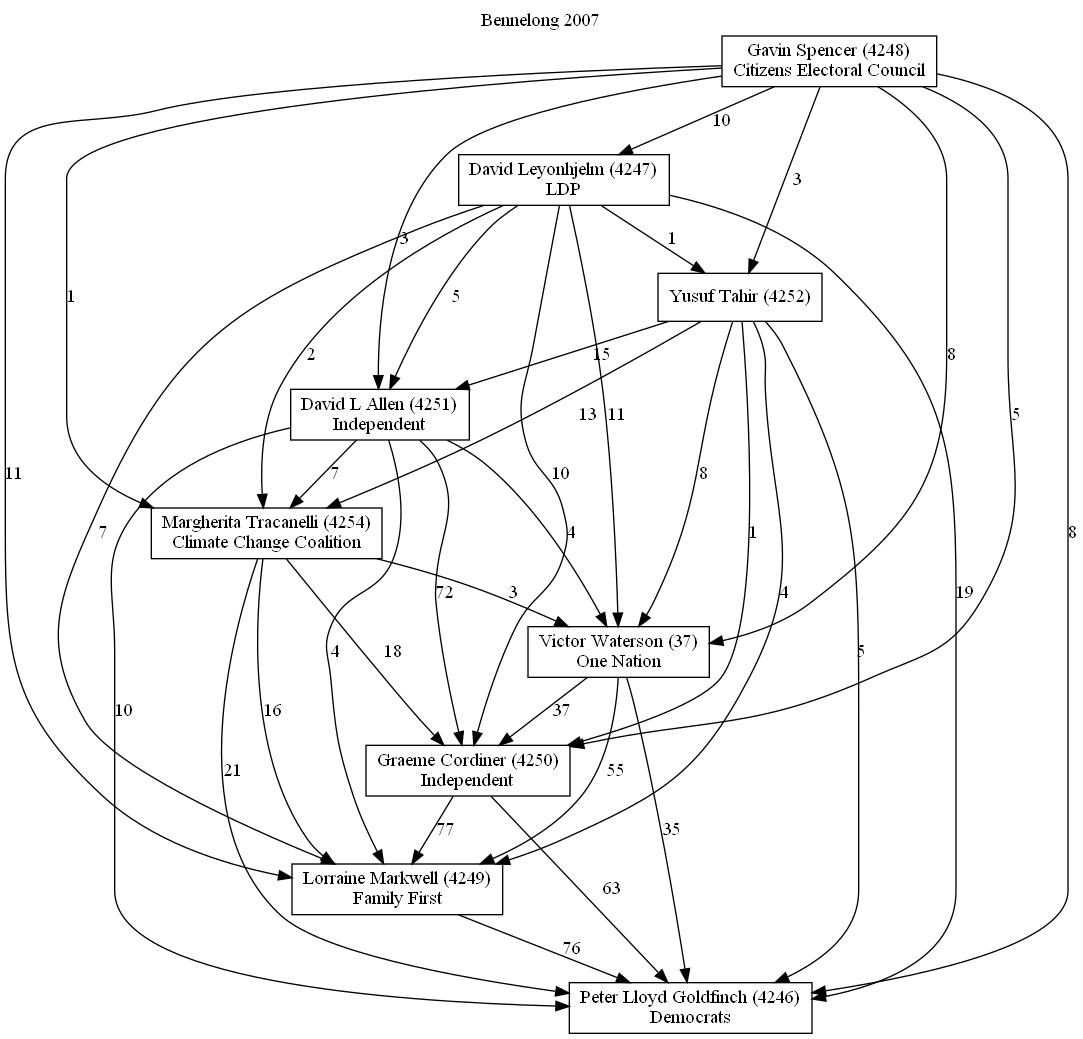 Bennelong 2007
Gavin Spencer (4248)
Citizens Electoral Council
10
David Leyonhjelm (4247)
LDP
3
3
1
Yusuf Tahir (4252)
1
5
2
15
8
David L Allen (4251)
Independent
13
11
5
11
7
10
8
Margherita Tracanelli (4254)
Climate Change Coalition
7
4
1
8
3
72
4
19
Victor Waterson (37)
One Nation
4
18
5
10
16
37
Graeme Cordiner (4250)
Independent
21
55
77
35
Lorraine Markwell (4249)
Family First
63
76
Peter Lloyd Goldfinch (4246)
Democrats